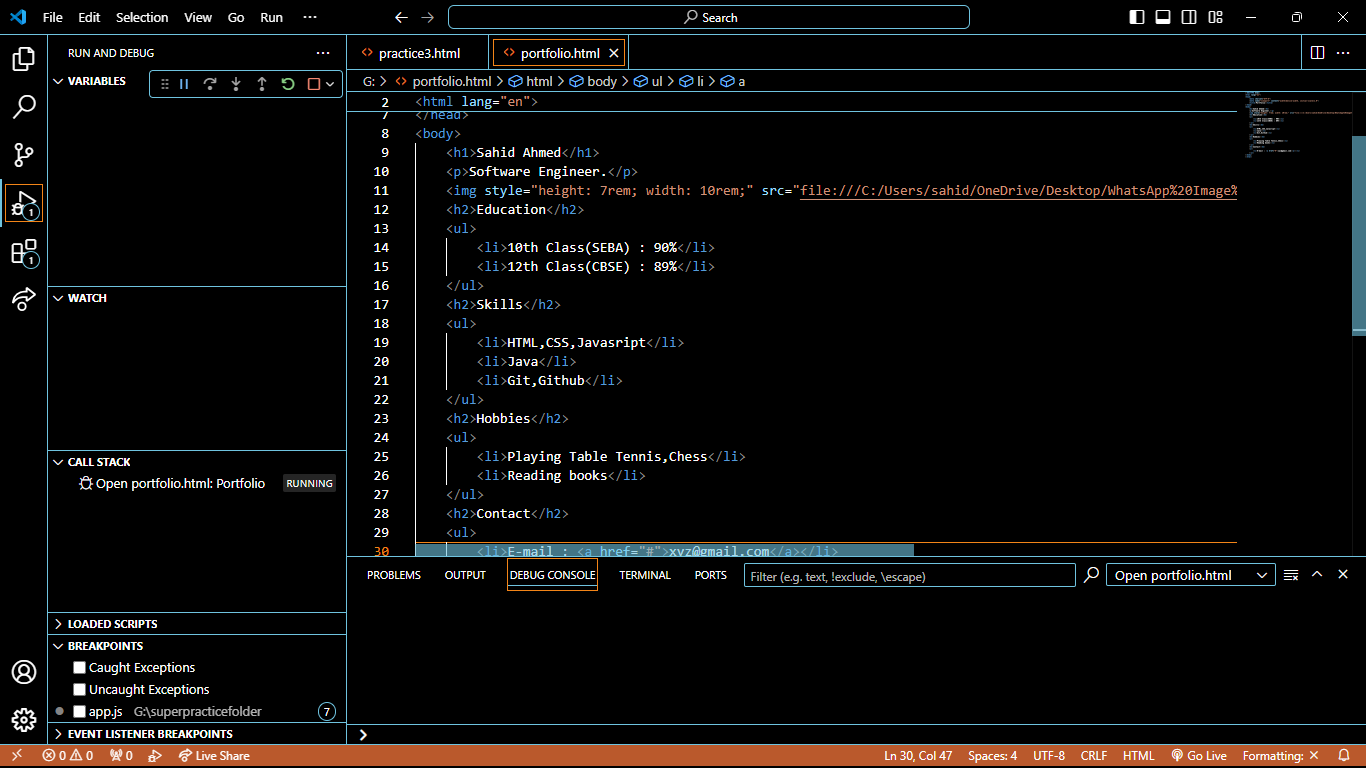 File Edit Selection View Go Run ··· Search
RUN AND DEBUG ···
VARIABLES
WATCH
CALL STACK
Open portfolio.html: Portfolio RUNNING
LOADED SCRIPTS
BREAKPOINTS
Caught Exceptions
Uncaught Exceptions
app.js G:\superpracticefolder 7
EVENT LISTENER BREAKPOINTS
1
1
practice3.html portfolio.html
G: > portfolio.html > html > body > ul > li > a
2 <html lang="en">
7 </head>
8 <body>
9 <h1>Sahid Ahmed</h1>
10 <p>Software Engineer.</p>
11 <img style="height: 7rem; width: 10rem;" src="file:///C:/Users/sahid/OneDrive/Desktop/WhatsApp%20Image%
12 <h2>Education</h2>
13 <ul>
14 <li>10th Class(SEBA) : 90%</li>
15 <li>12th Class(CBSE) : 89%</li>
16 </ul>
17 <h2>Skills</h2>
18 <ul>
19 <li>HTML,CSS,Javasript</li>
20 <li>Java</li>
21 <li>Git,Github</li>
22 </ul>
23 <h2>Hobbies</h2>
24 <ul>
25 <li>Playing Table Tennis,Chess</li>
26 <li>Reading books</li>
27 </ul>
28 <h2>Contact</h2>
29 <ul>
30 <li>E-mail : <a href="#">xyz@gmail.com</a></li>
PROBLEMS OUTPUT DEBUG CONSOLE TERMINAL PORTS Filter (e.g. text, !exclude, \escape) Open portfolio.html
0 0 0 Live Share Ln 30, Col 47 Spaces: 4 UTF-8 CRLF HTML Go Live Formatting: ×